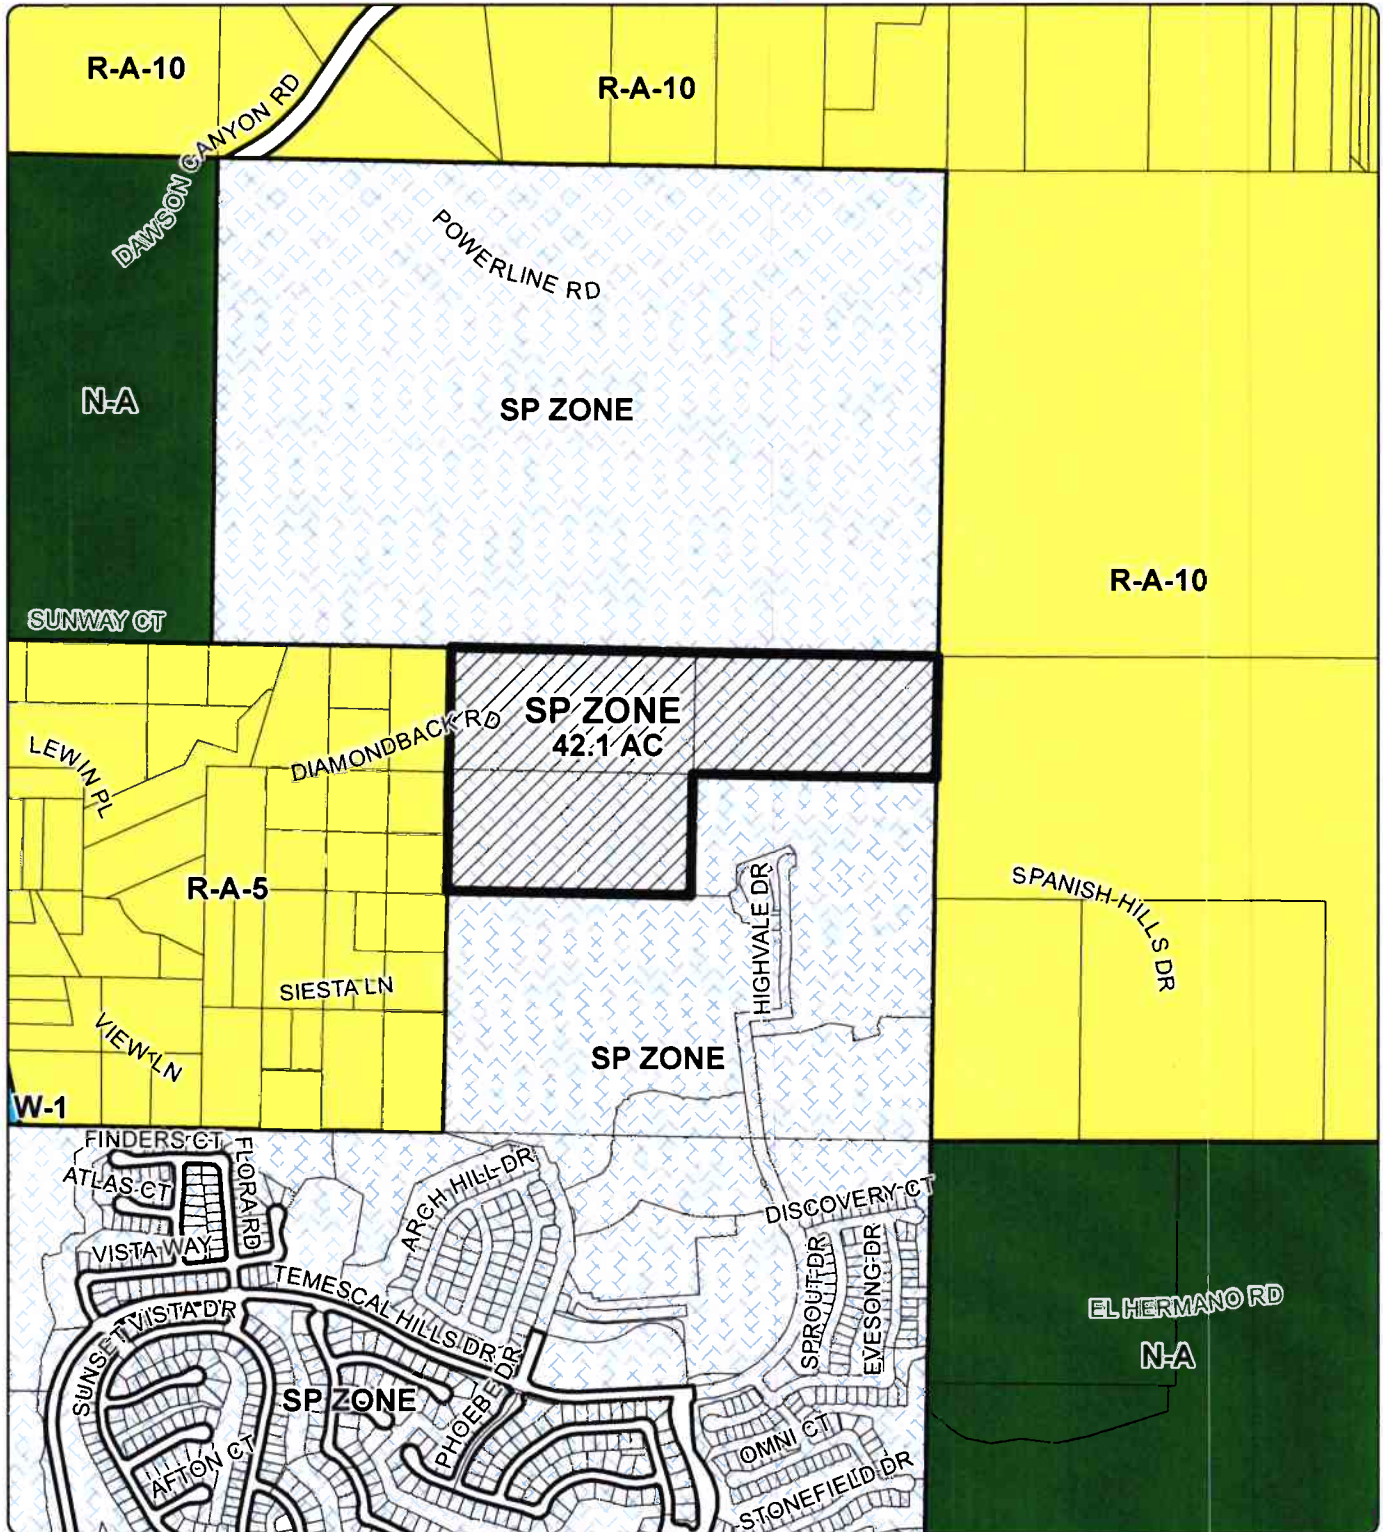 R-A-10
R-A-10
DAWSON CANYON RD
POWERLINE RD
N-A
SP ZONE
R-A-10
SUNWAY CT
SP ZONE
42.1 AC
DIAMONDBACK RD
LEWIN PL
R-A-5
HIGHVALE DR
SPANISH HILLS DR
SIESTA LN
VIEW LN
SP ZONE
W-1
FINDERS CT
FLORA RD
ATLAS CT
ARCH HILL DR
DISCOVERY CT
VISTA WAY
TEMESCAL HILLS DR
SPROUT DR
EVESONG DR
EL HERMANO RD
SUNSET VISTA DR
N-A
PHOEBE DR
SP ZONE
OMNI CT
AFTON CT
STONEFIELD DR